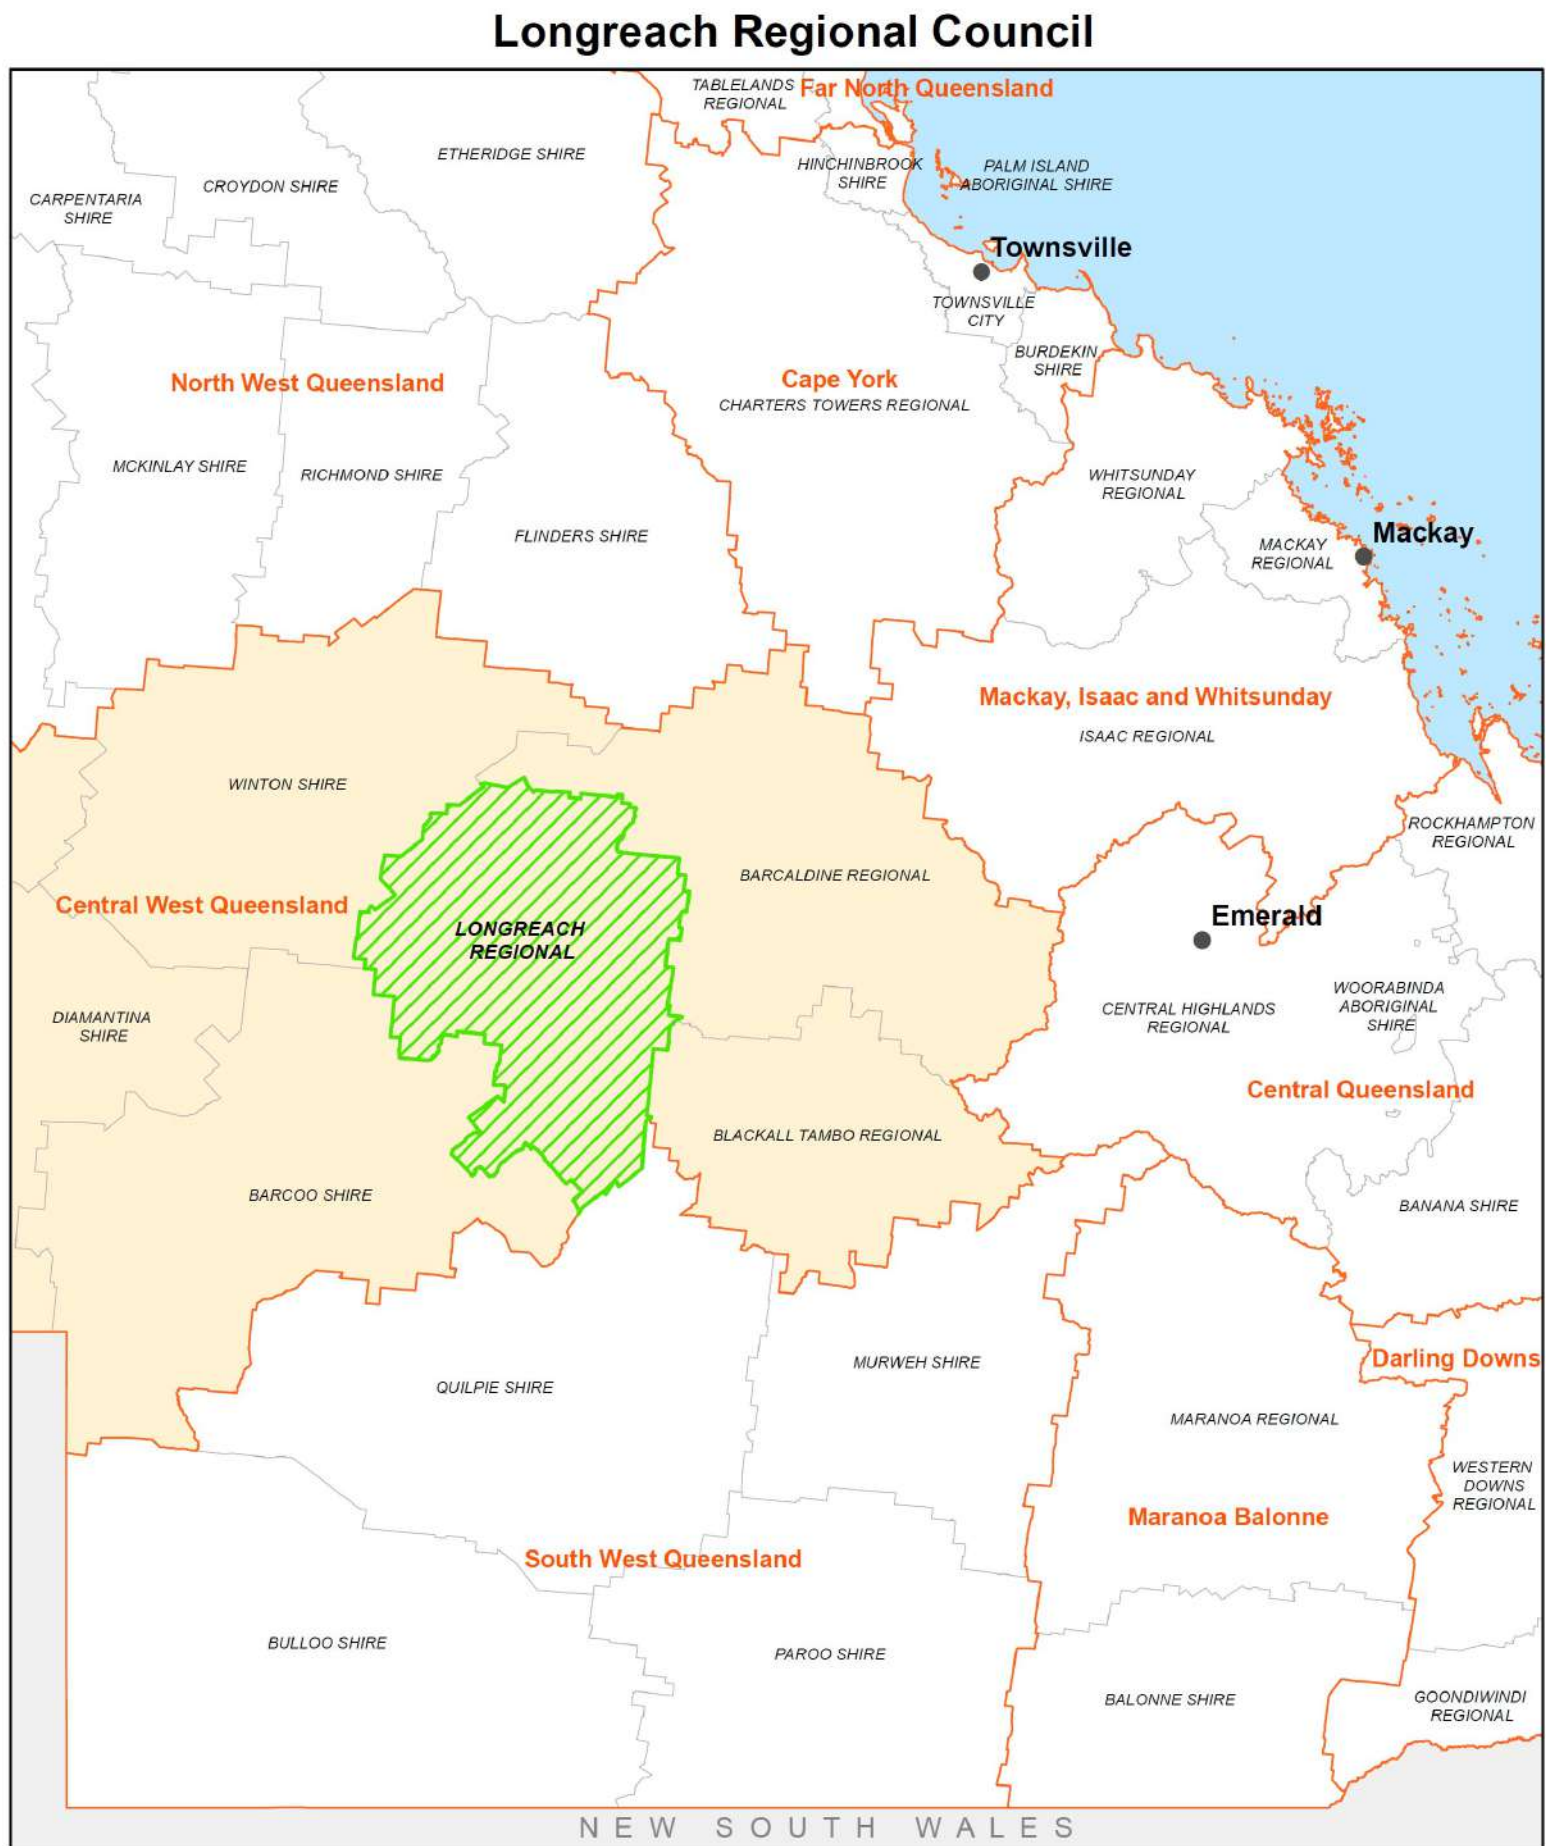 Longreach Regional Council
TABLELANDS
REGIONAL
Far North Queensland
ETHERIDGE SHIRE
HINCHINBROOK
SHIRE
PALM ISLAND
ABORIGINAL SHIRE
CROYDON SHIRE
CARPENTARIA
SHIRE
Townsville
TOWNSVILLE
CITY
BURDEKIN
SHIRE
North West Queensland
Cape York
CHARTERS TOWERS REGIONAL
MCKINLAY SHIRE
RICHMOND SHIRE
WHITSUNDAY
REGIONAL
FLINDERS SHIRE
Mackay
MACKAY
REGIONAL
Mackay, Isaac and Whitsunday
ISAAC REGIONAL
WINTON SHIRE
ROCKHAMPTON
REGIONAL
BARCALDINE REGIONAL
Central West Queensland
LONGREACH
REGIONAL
Emerald
WOORABINDA
ABORIGINAL
SHIRE
CENTRAL HIGHLANDS
REGIONAL
DIAMANTINA
SHIRE
Central Queensland
BLACKALL TAMBO REGIONAL
BARCOO SHIRE
BANANA SHIRE
Darling Downs
MURWEH SHIRE
QUILPIE SHIRE
MARANOA REGIONAL
WESTERN
DOWNS
REGIONAL
Maranoa Balonne
South West Queensland
BULLOO SHIRE
PAROO SHIRE
BALONNE SHIRE
GOONDIWINDI
REGIONAL
NEW SOUTH WALES